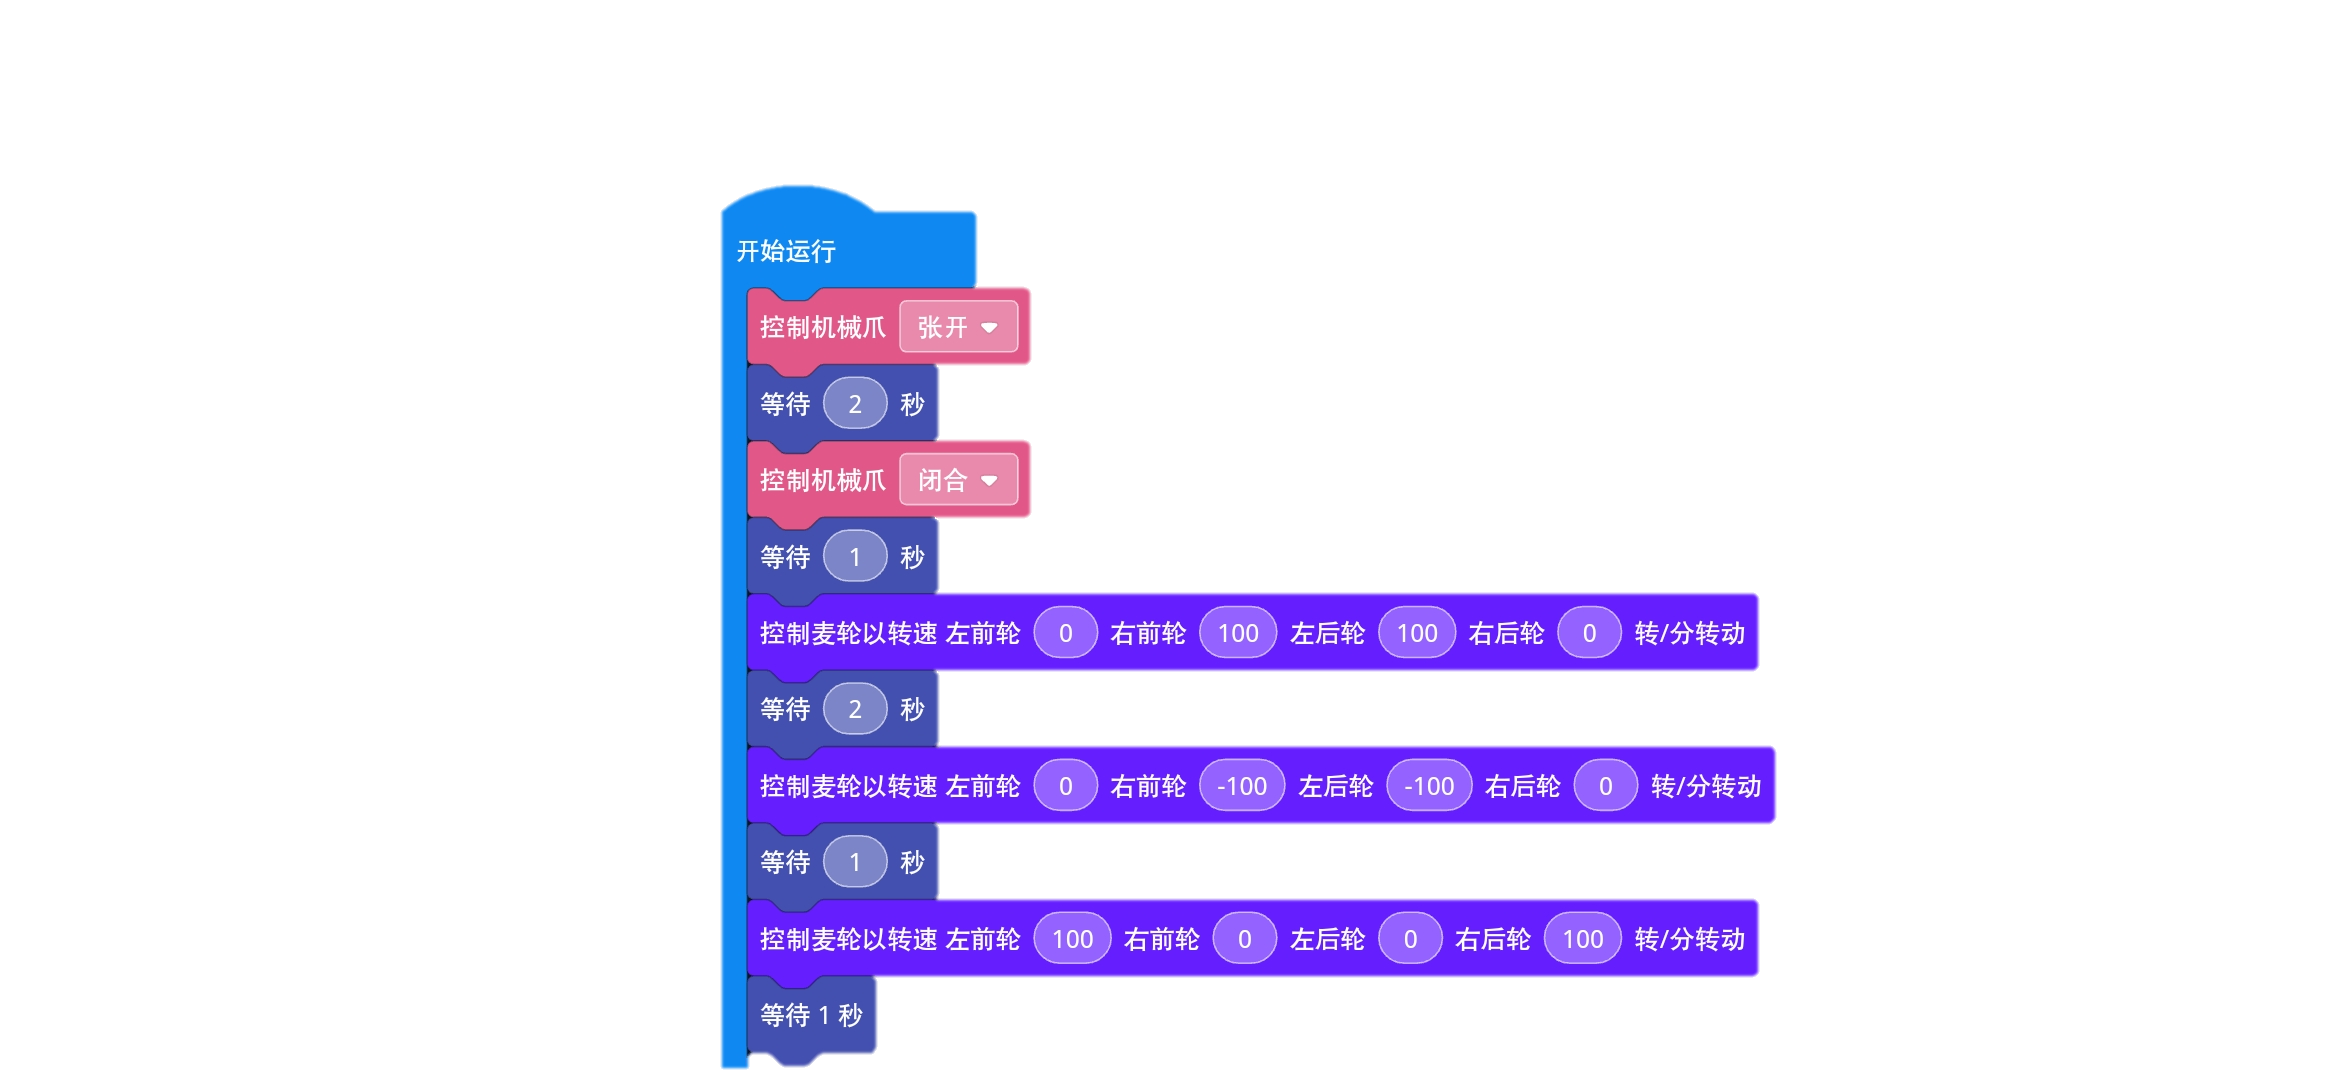 开始运行
控制机械爪 张开
等待 2 秒
控制机械爪 闭合
等待 1 秒
控制麦轮以转速 左前轮 0 右前轮 100 左后轮 100 右后轮 0 转/分转动
等待 2 秒
控制麦轮以转速 左前轮 0 右前轮 -100 左后轮 -100 右后轮 0 转/分转动
等待 1 秒
控制麦轮以转速 左前轮 100 右前轮 0 左后轮 0 右后轮 100 转/分转动
等待 1 秒